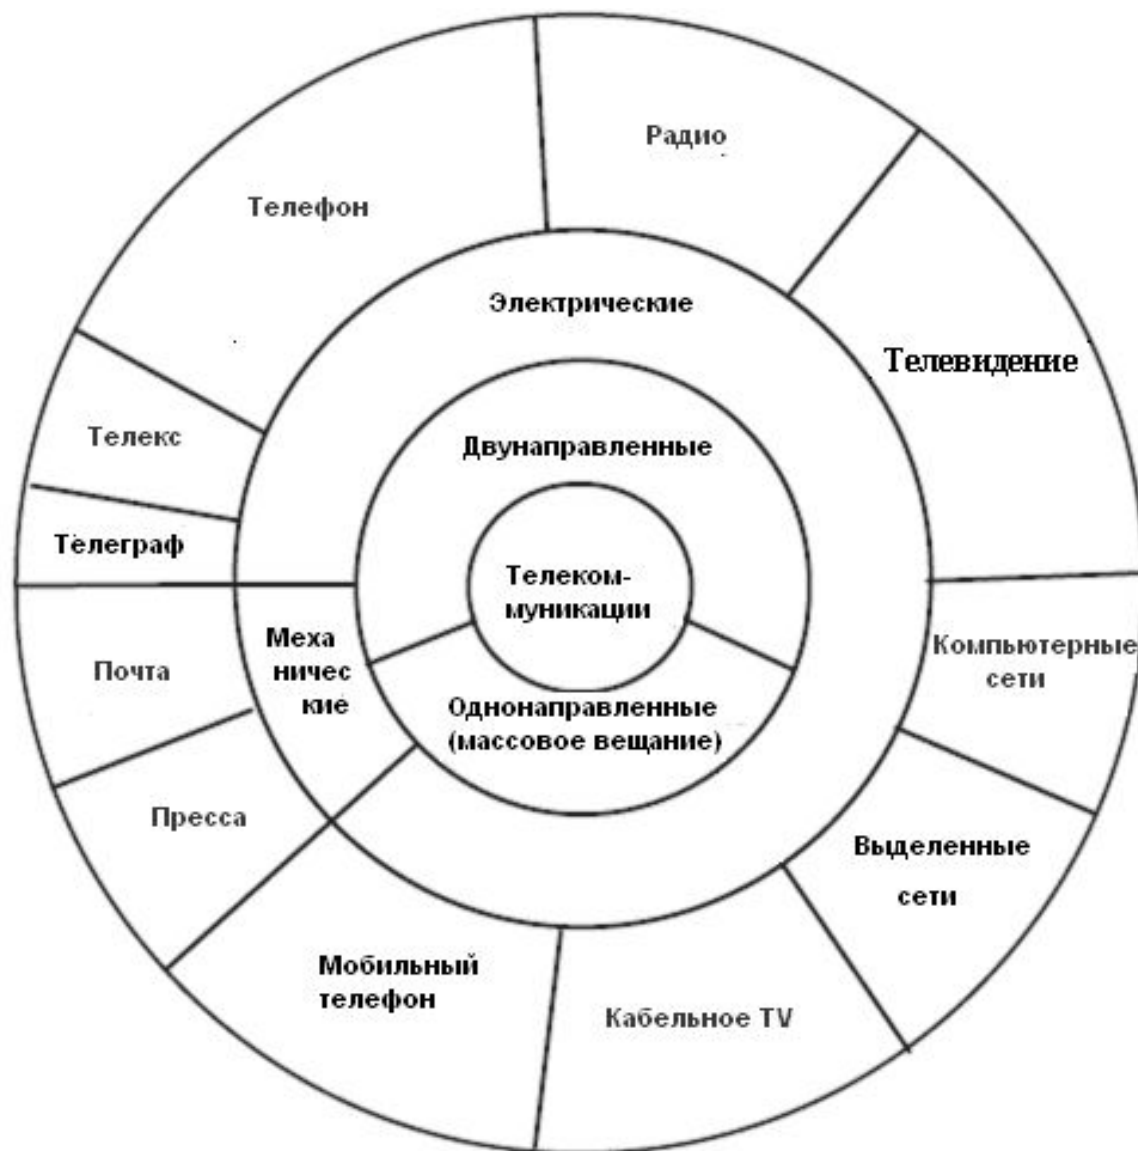 Радио
Телефон
Электрические
Телевидение
Телекс
Двунаправленные
Телеграф
Телеком-
муникации
Меха
ничес
кие
Компьютерные
сети
Почта
Однонаправленные
(массовое вещание)
Пресса
Выделенные
сети
Мобильный
телефон
Кабельное TV